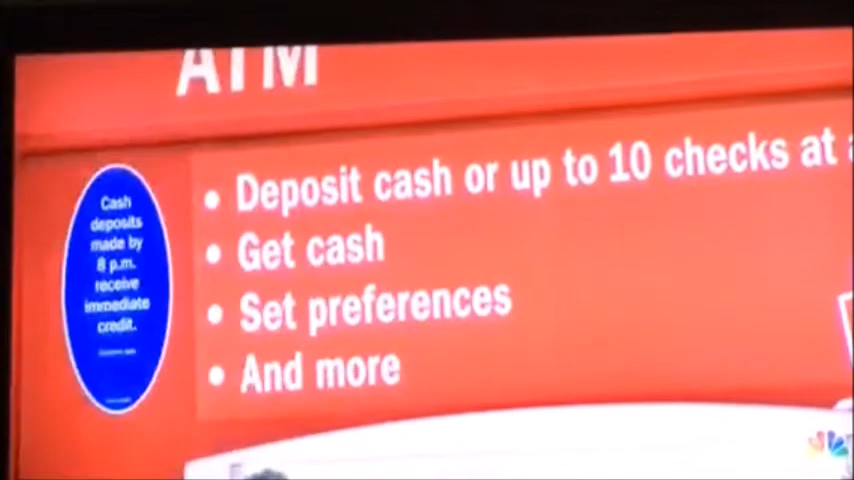 ATM
• Deposit cash or up to 10 checks at
• Get cash
• Set preferences
• And more
Cash
deposits
made by
8 p.m.
receive
immediate
credit.